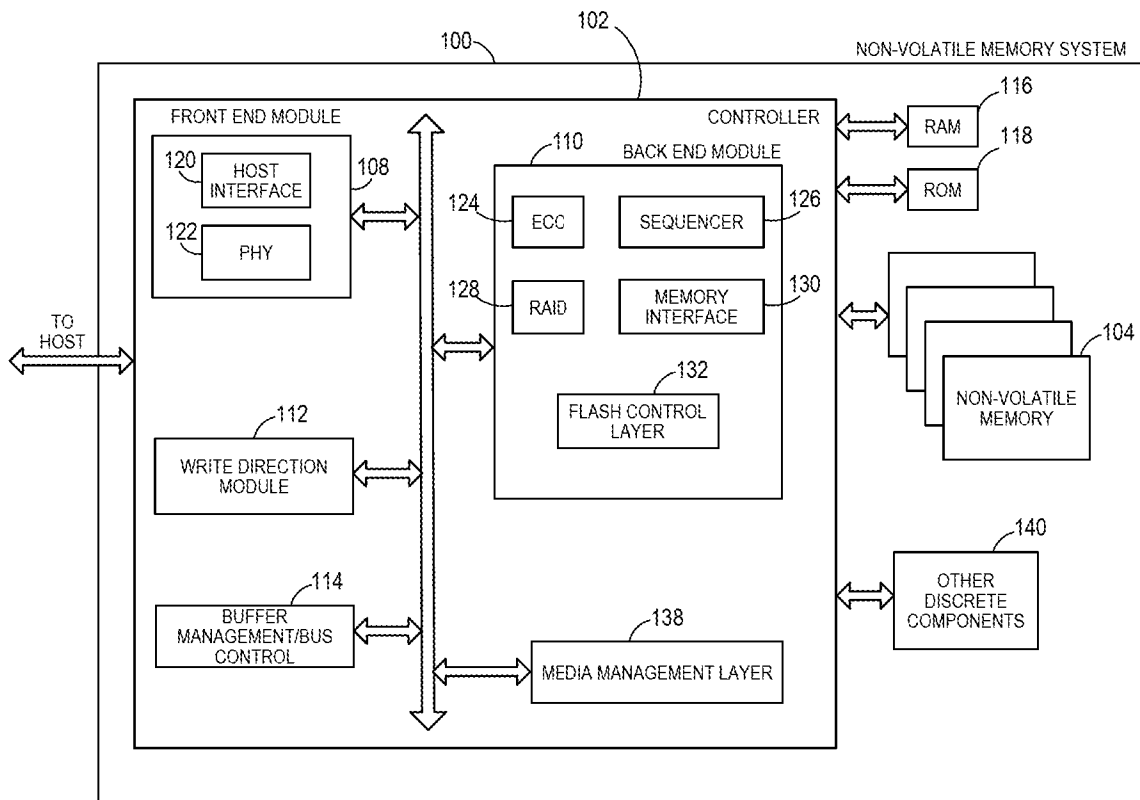 102
100
NON-VOLATILE MEMORY SYSTEM
FRONT END MODULE
CONTROLLER
116
RAM
118
ROM
110
BACK END MODULE
120
HOST
INTERFACE
108
122
PHY
124
ECC
SEQUENCER
126
128
RAID
MEMORY
INTERFACE
130
132
FLASH CONTROL
LAYER
104
NON-VOLATILE
MEMORY
TO
HOST
112
WRITE DIRECTION
MODULE
114
BUFFER
MANAGEMENT/BUS
CONTROL
138
MEDIA MANAGEMENT LAYER
140
OTHER
DISCRETE
COMPONENTS